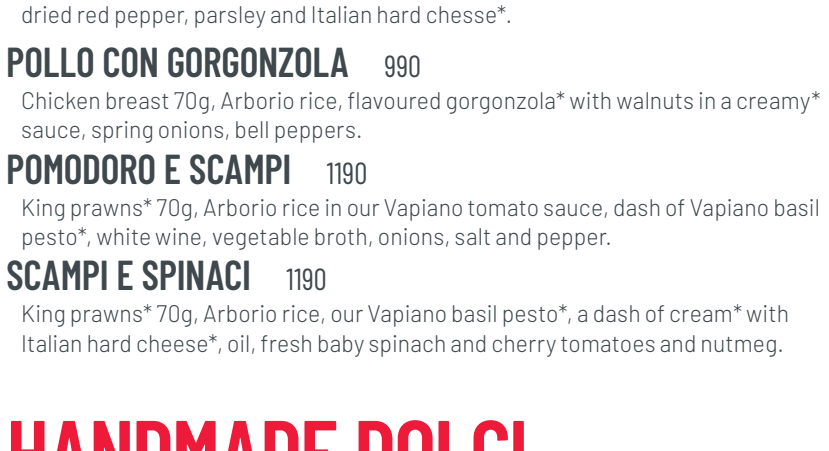 dried red pepper, parsley and Italian hard chesse*.
POLLO CON GORGONZOLA 990
Chicken breast 70g, Arborio rice, flavoured gorgonzola* with walnuts in a creamy*
sauce, spring onions, bell peppers.
POMODORO E SCAMPI 1190
King prawns* 70g, Arborio rice in our Vapiano tomato sauce, dash of Vapiano basil
pesto*, white wine, vegetable broth, onions, salt and pepper.
SCAMPI E SPINACI 1190
King prawns* 70g, Arborio rice, our Vapiano basil pesto*, a dash of cream* with
Italian hard cheese*, oil, fresh baby spinach and cherry tomatoes and nutmeg.
HANDMADE DOLCI